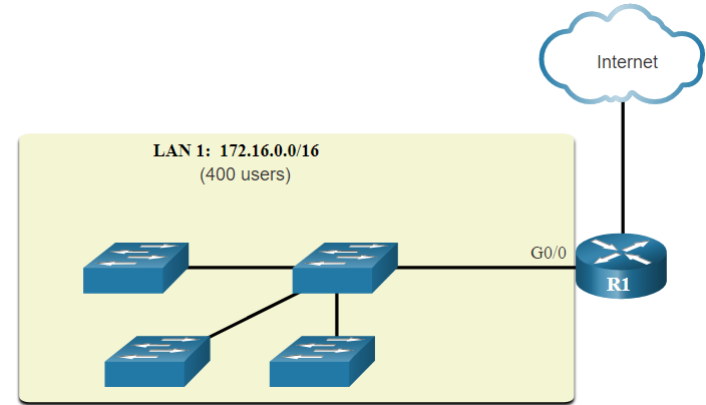 Internet
LAN 1: 172.16.0.0/16
(400 users)
G0/0
R1